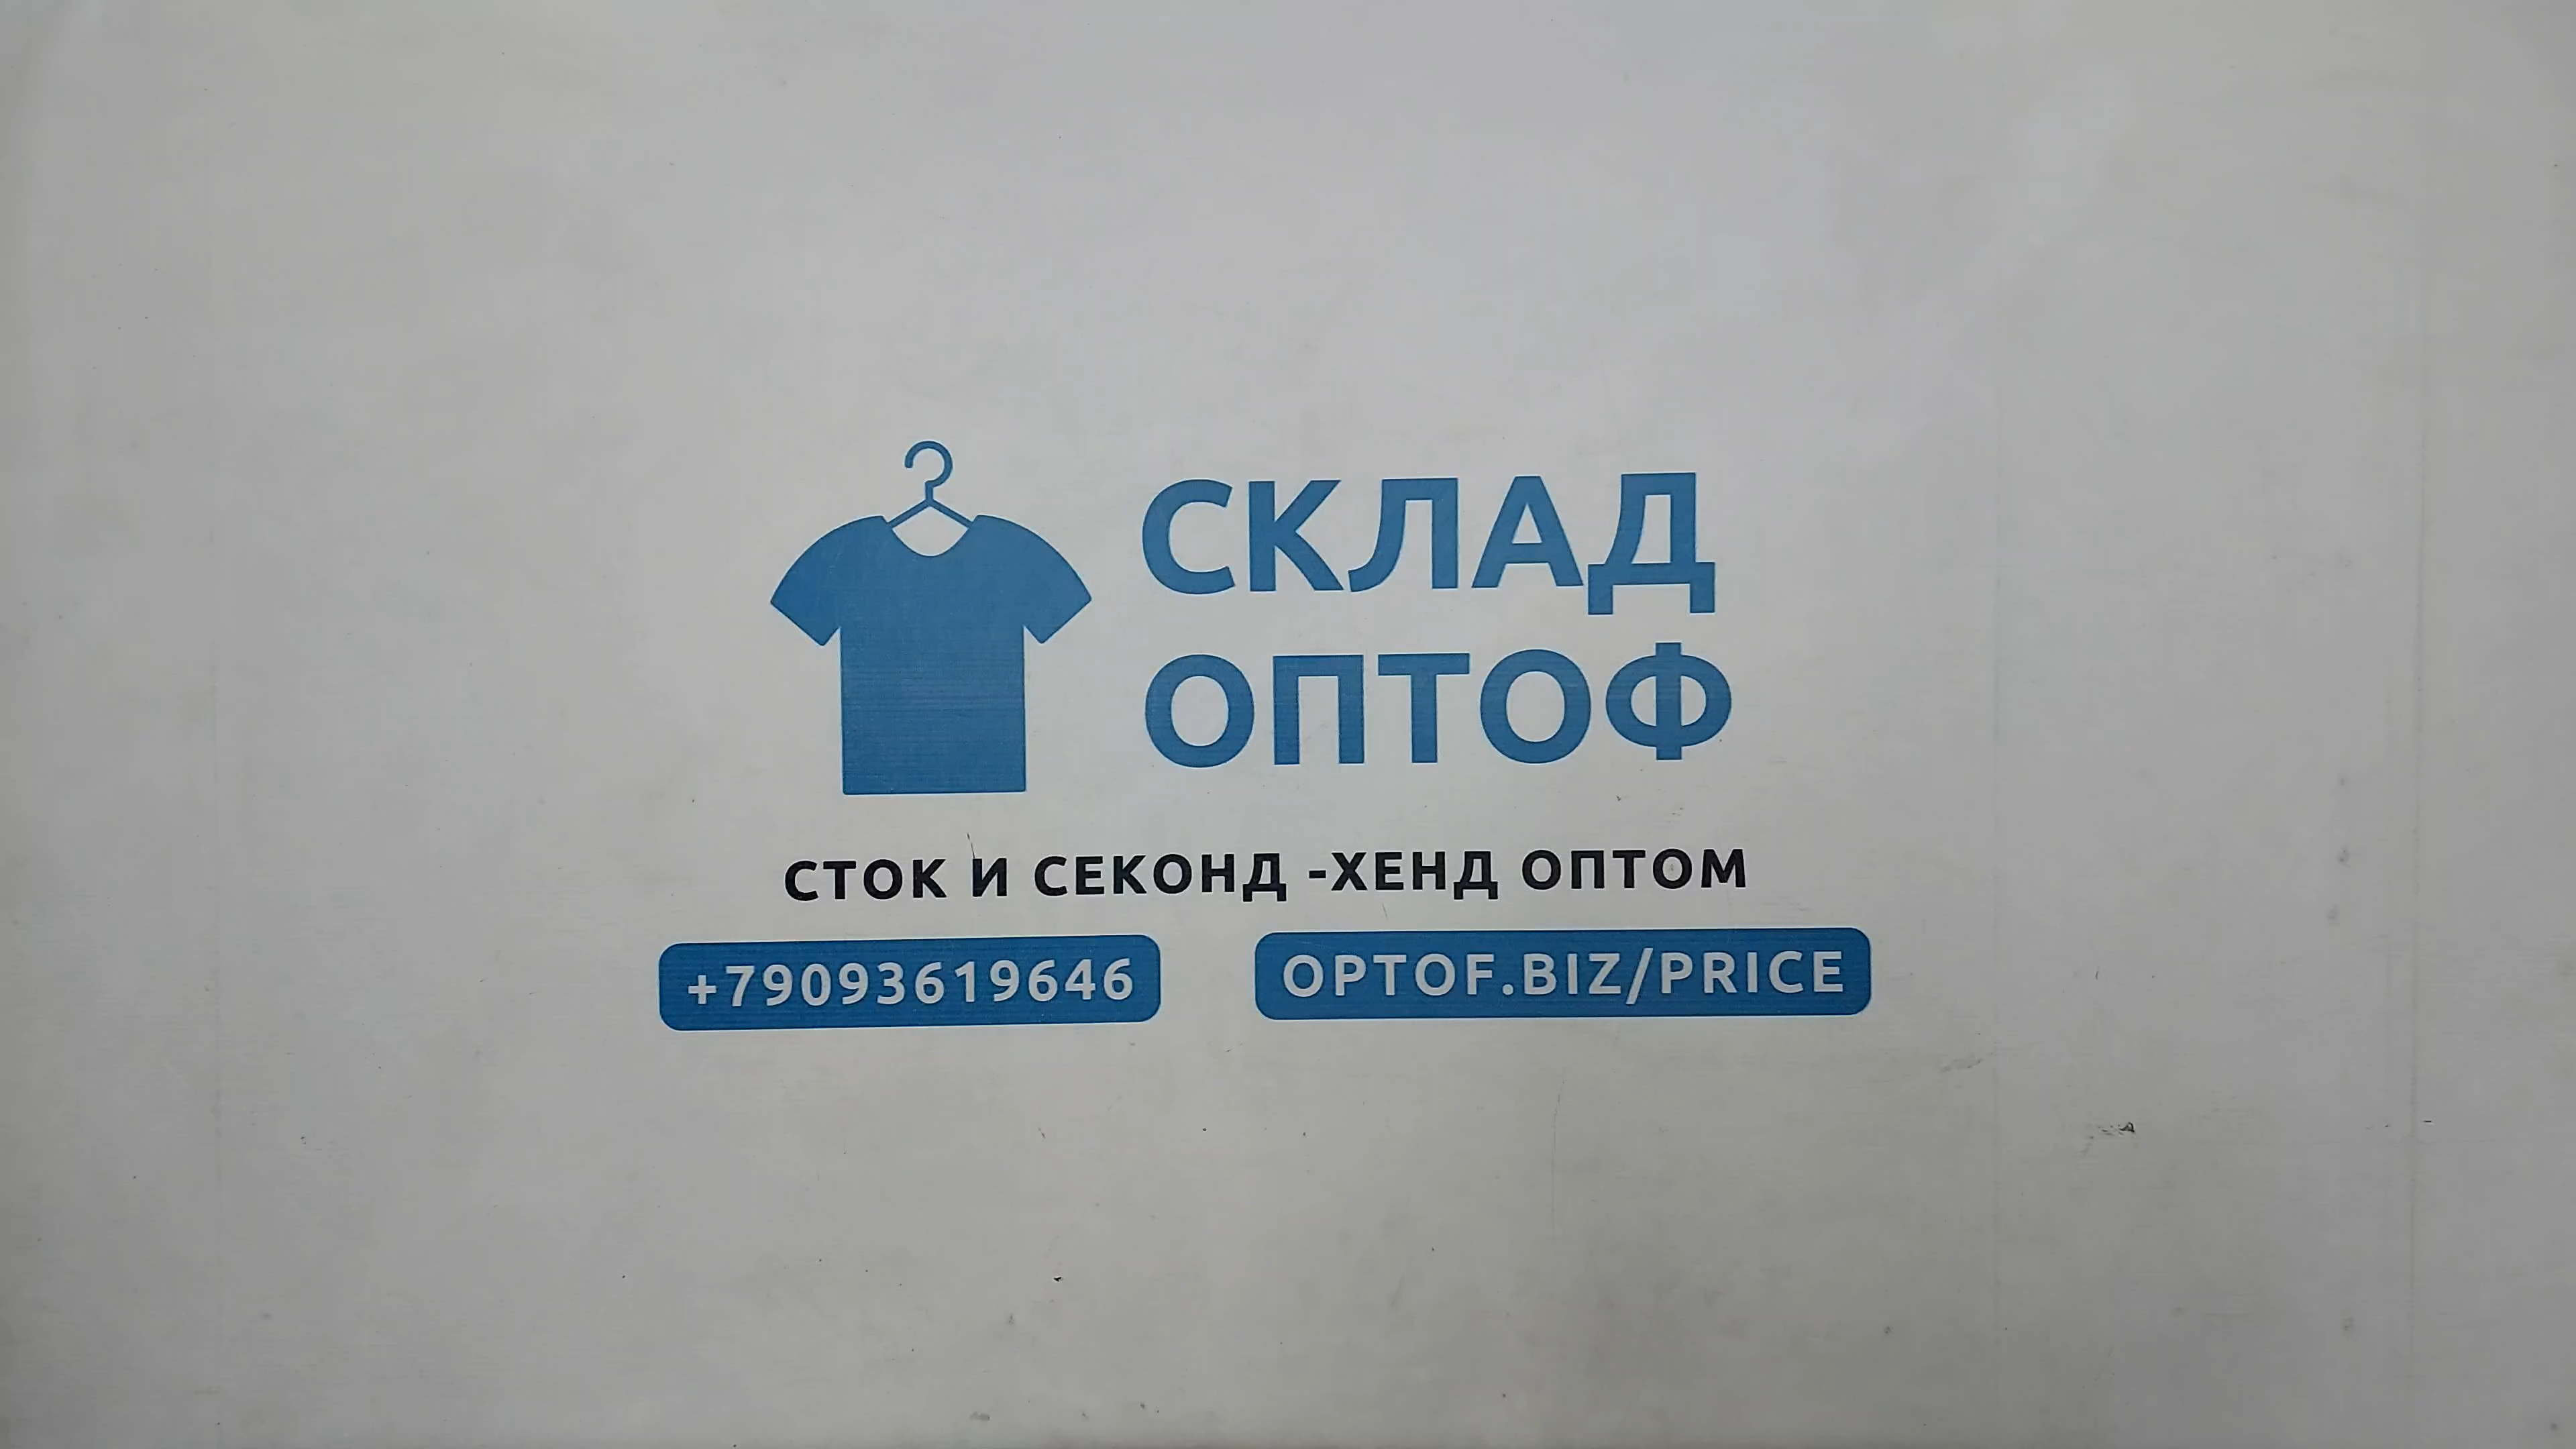 СКЛАД
ОПТОФ
СТОК И СЕКОНД -ХЕНД ОПТОМ
+79093619646
OPTOF.BIZ/PRICE